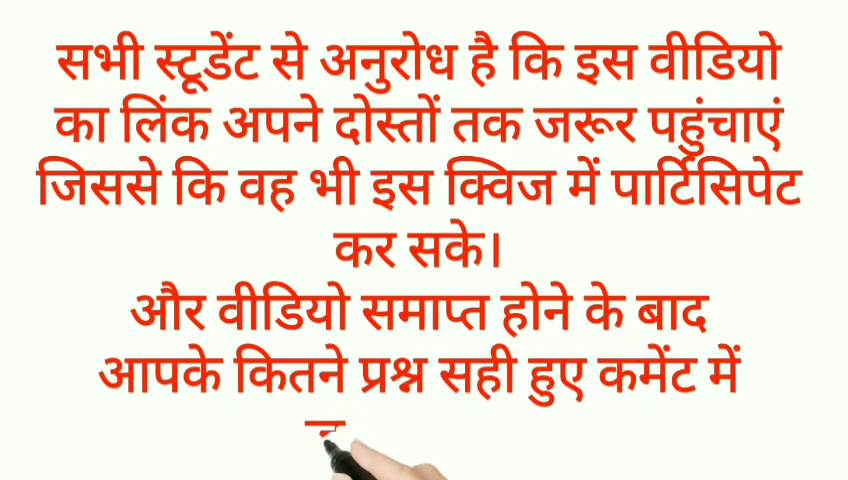 सभी स्टूडेंट से अनुरोध है कि इस वीडियो
का लिंक अपने दोस्तों तक जरूर पहुंचाएं
जिससे कि वह भी इस क्विज में पार्टिसिपेट
कर सके।
और वीडियो समाप्त होने के बाद
आपके कितने प्रश्न सही हुए कमेंट में